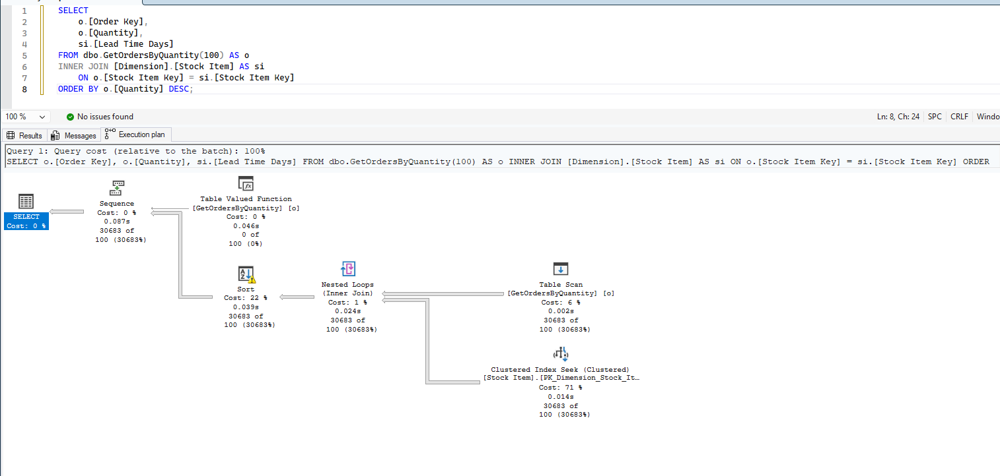 1 SELECT
2 o.[Order Key],
3 o.[Quantity],
4 si.[Lead Time Days]
5 FROM dbo.GetOrdersByQuantity(100) AS o
6 INNER JOIN [Dimension].[Stock Item] AS si
7 ON o.[Stock Item Key] = si.[Stock Item Key]
8 ORDER BY o.[Quantity] DESC;
100 % No issues found Ln: 8, Ch: 24 SPC CRLF Windo
Results Messages Execution plan
Query 1: Query cost (relative to the batch): 100%
SELECT o.[Order Key], o.[Quantity], si.[Lead Time Days] FROM dbo.GetOrdersByQuantity(100) AS o INNER JOIN [Dimension].[Stock Item] AS si ON o.[Stock Item Key] = si.[Stock Item Key] ORDER
SELECT
Cost: 0 %
Sequence
Cost: 0 %
0.087s
30683 of
100 (30683%)
Table Valued Function
[GetOrdersByQuantity] [o]
Cost: 0 %
0.046s
0 of
100 (0%)
Sort
Cost: 22 %
0.039s
30683 of
100 (30683%)
Nested Loops
(Inner Join)
Cost: 1 %
0.024s
30683 of
100 (30683%)
Table Scan
[GetOrdersByQuantity] [o]
Cost: 6 %
0.002s
30683 of
100 (30683%)
Clustered Index Seek (Clustered)
[Stock Item].[PK_Dimension_Stock_It…
Cost: 71 %
0.014s
30683 of
100 (30683%)